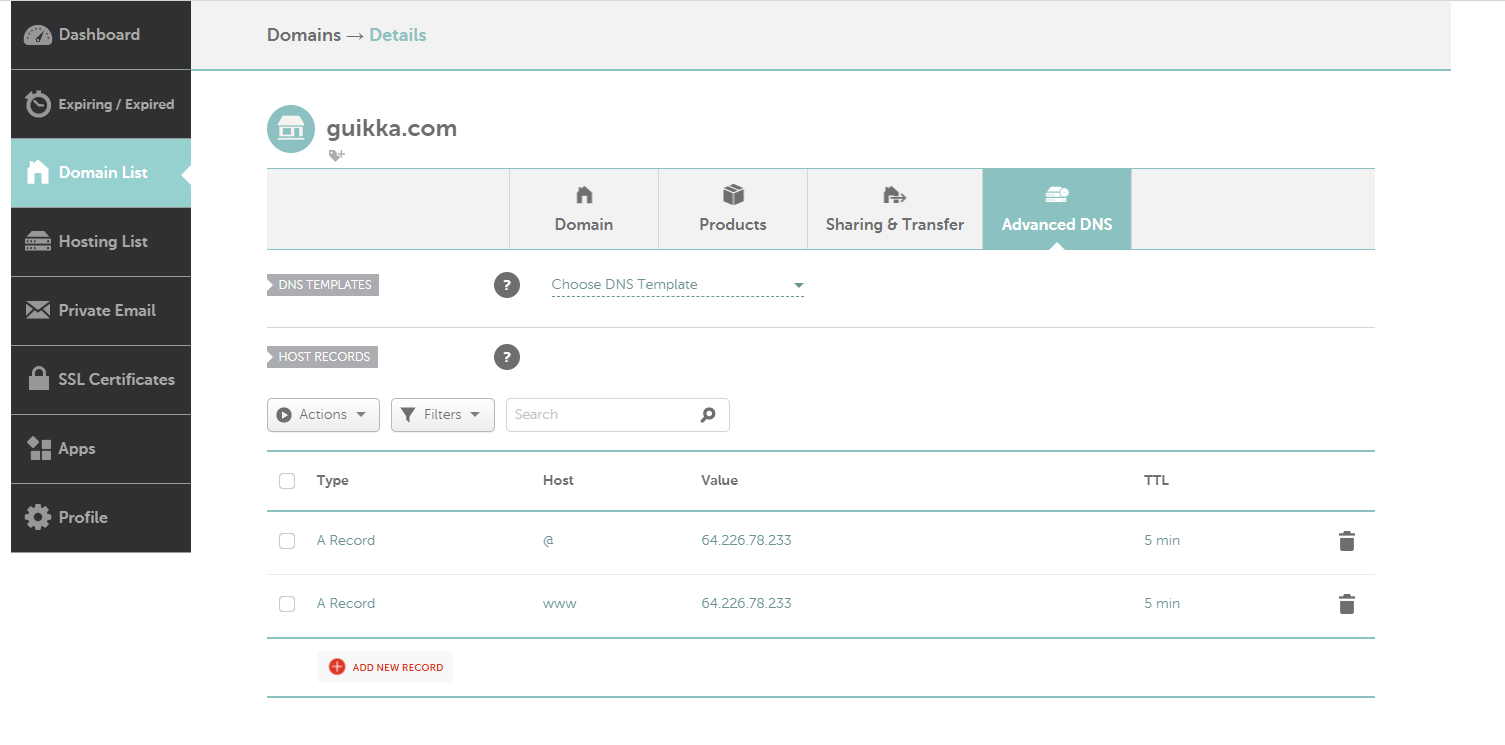 Dashboard
Expiring / Expired
Domain List
Hosting List
Private Email
SSL Certificates
Apps
Profile
Domains → Details
guikka.com
Domain
Products
Sharing & Transfer
Advanced DNS
DNS TEMPLATES ? Choose DNS Template
HOST RECORDS ?
Actions Filters Search
Type Host Value TTL
A Record @ 64.226.78.233 5 min
A Record www 64.226.78.233 5 min
ADD NEW RECORD